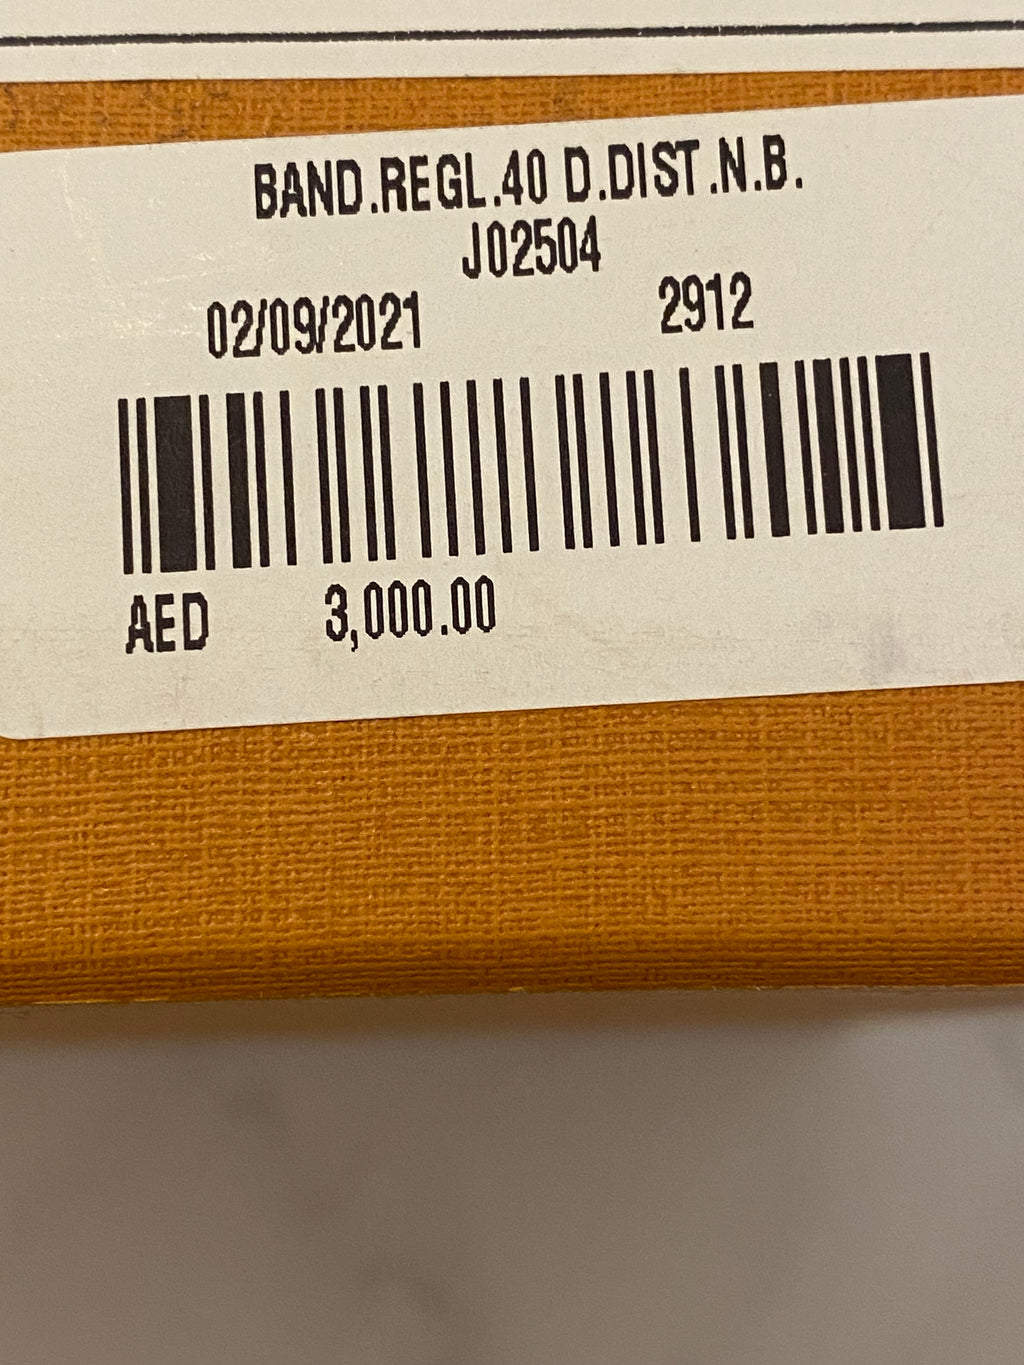 BAND.REGL.40 D.DIST.N.B.
J02504
02/09/2021 2912
AED 3,000.00